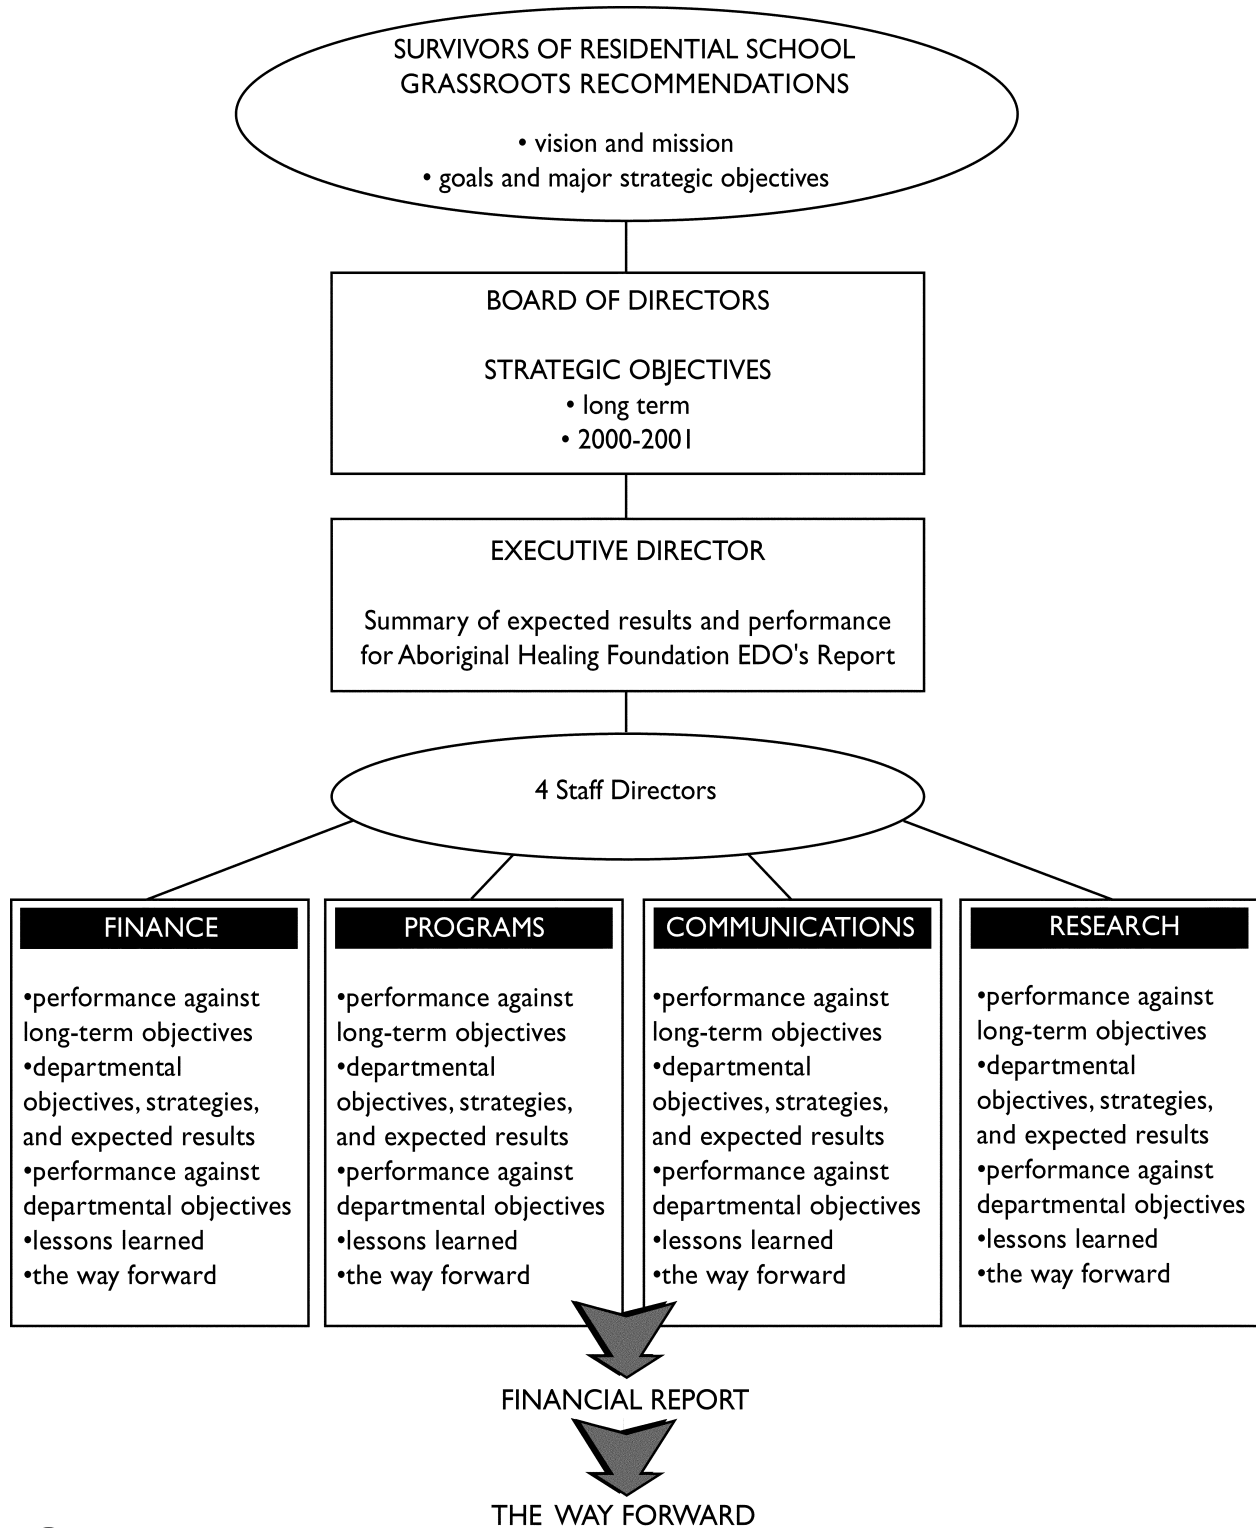 SURVIVORS OF RESIDENTIAL SCHOOL
GRASSROOTS RECOMMENDATIONS
• vision and mission
• goals and major strategic objectives
BOARD OF DIRECTORS
STRATEGIC OBJECTIVES
• long term
• 2000-2001
EXECUTIVE DIRECTOR
Summary of expected results and performance
for Aboriginal Healing Foundation EDO's Report
4 Staff Directors
FINANCE
•performance against
long-term objectives
•departmental
objectives, strategies,
and expected results
•performance against
departmental objectives
•lessons learned
•the way forward
PROGRAMS
•performance against
long-term objectives
•departmental
objectives, strategies,
and expected results
•performance against
departmental objectives
•lessons learned
•the way forward
COMMUNICATIONS
•performance against
long-term objectives
•departmental
objectives, strategies,
and expected results
•performance against
departmental objectives
•lessons learned
•the way forward
RESEARCH
•performance against
long-term objectives
•departmental
objectives, strategies,
and expected results
•performance against
departmental objectives
•lessons learned
•the way forward
FINANCIAL REPORT
THE WAY FORWARD